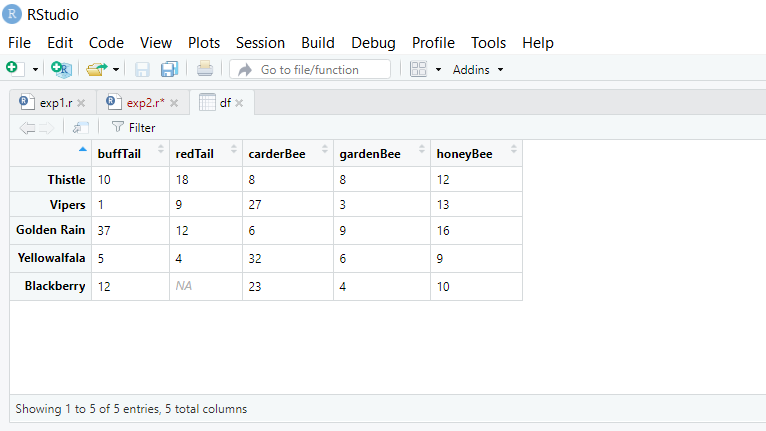 RStudio
File Edit Code View Plots Session Build Debug Profile Tools Help
Go to file/function Addins
exp1.r exp2.r* df
Filter
buffTail redTail carderBee gardenBee honeyBee
Thistle 10 18 8 8 12
Vipers 1 9 27 3 13
Golden Rain 37 12 6 9 16
Yellowalfala 5 4 32 6 9
Blackberry 12 NA 23 4 10
Showing 1 to 5 of 5 entries, 5 total columns